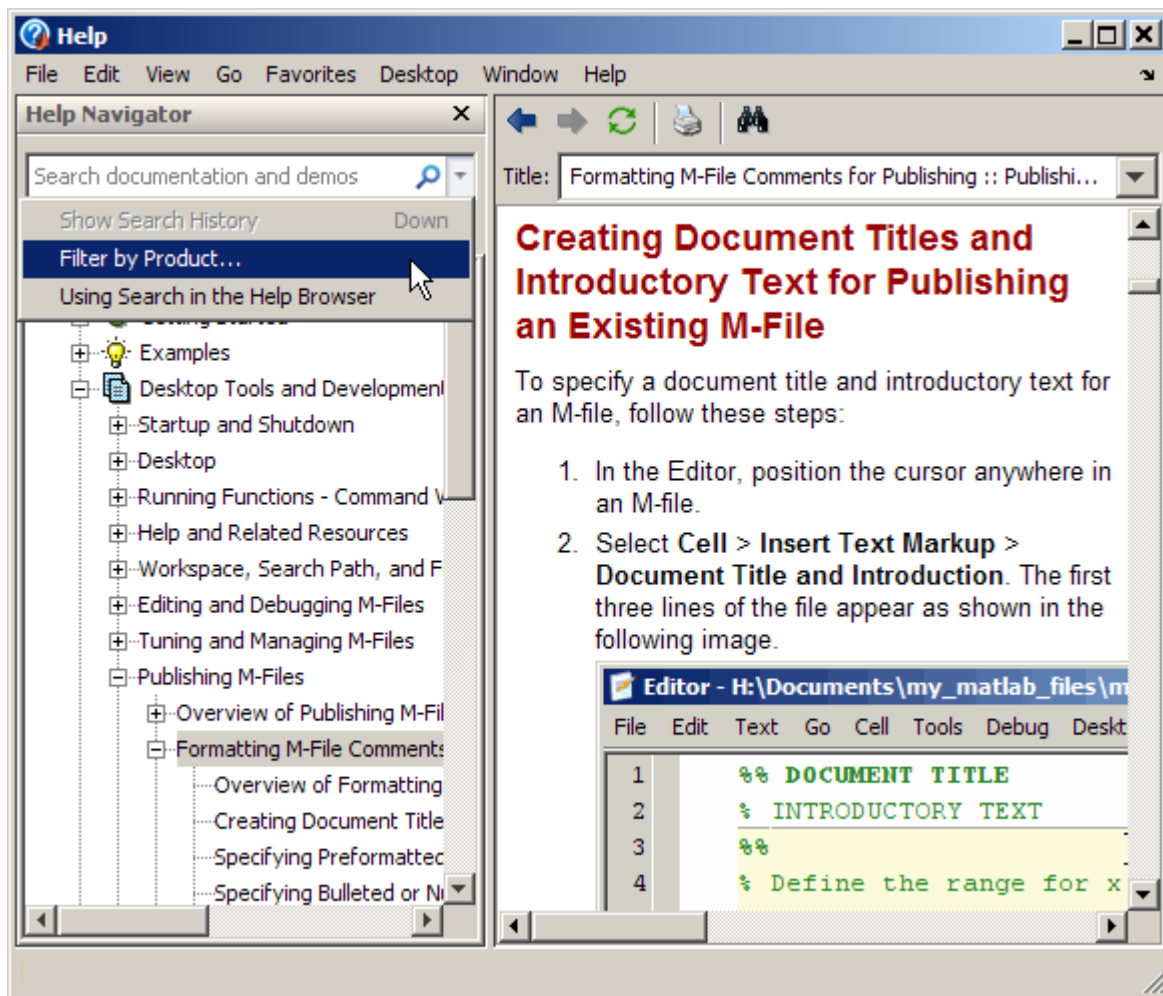 Help
File Edit View Go Favorites Desktop Window Help
Help Navigator
Search documentation and demos
Show Search History Down
Filter by Product...
Using Search in the Help Browser
Getting Started
Examples
Desktop Tools and Development
Startup and Shutdown
Desktop
Running Functions - Command
Help and Related Resources
Workspace, Search Path, and F
Editing and Debugging M-Files
Tuning and Managing M-Files
Publishing M-Files
Overview of Publishing M-Fil
Formatting M-File Comments
Overview of Formatting
Creating Document Title
Specifying Preformatted
Specifying Bulleted or Nu
Title: Formatting M-File Comments for Publishing :: Publishi...
Creating Document Titles and
Introductory Text for Publishing
an Existing M-File
To specify a document title and introductory text for
an M-file, follow these steps:
1. In the Editor, position the cursor anywhere in
an M-file.
2. Select Cell > Insert Text Markup >
Document Title and Introduction. The first
three lines of the file appear as shown in the
following image.
Editor - H:\Documents\my_matlab_files\m
File Edit Text Go Cell Tools Debug Deskt
1 %% DOCUMENT TITLE
2 % INTRODUCTORY TEXT
3 %%
4 % Define the range for x